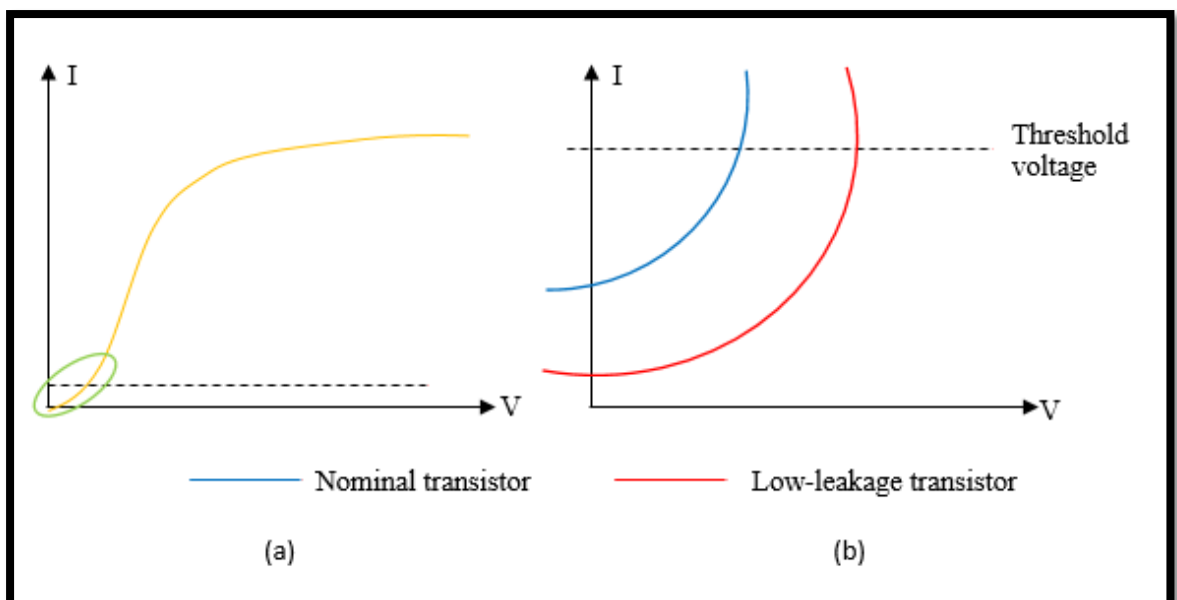 I
V
I
Threshold
voltage
V
Nominal transistor
Low-leakage transistor
(a)
(b)